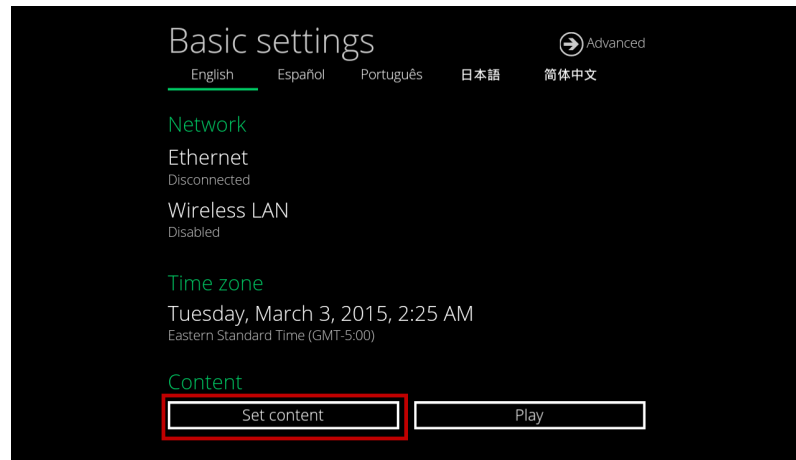 Basic settings
Advanced
English Español Português 日本語 简体中文
Network
Ethernet
Disconnected
Wireless LAN
Disabled
Time zone
Tuesday, March 3, 2015, 2:25 AM
Eastern Standard Time (GMT-5:00)
Content
Set content Play